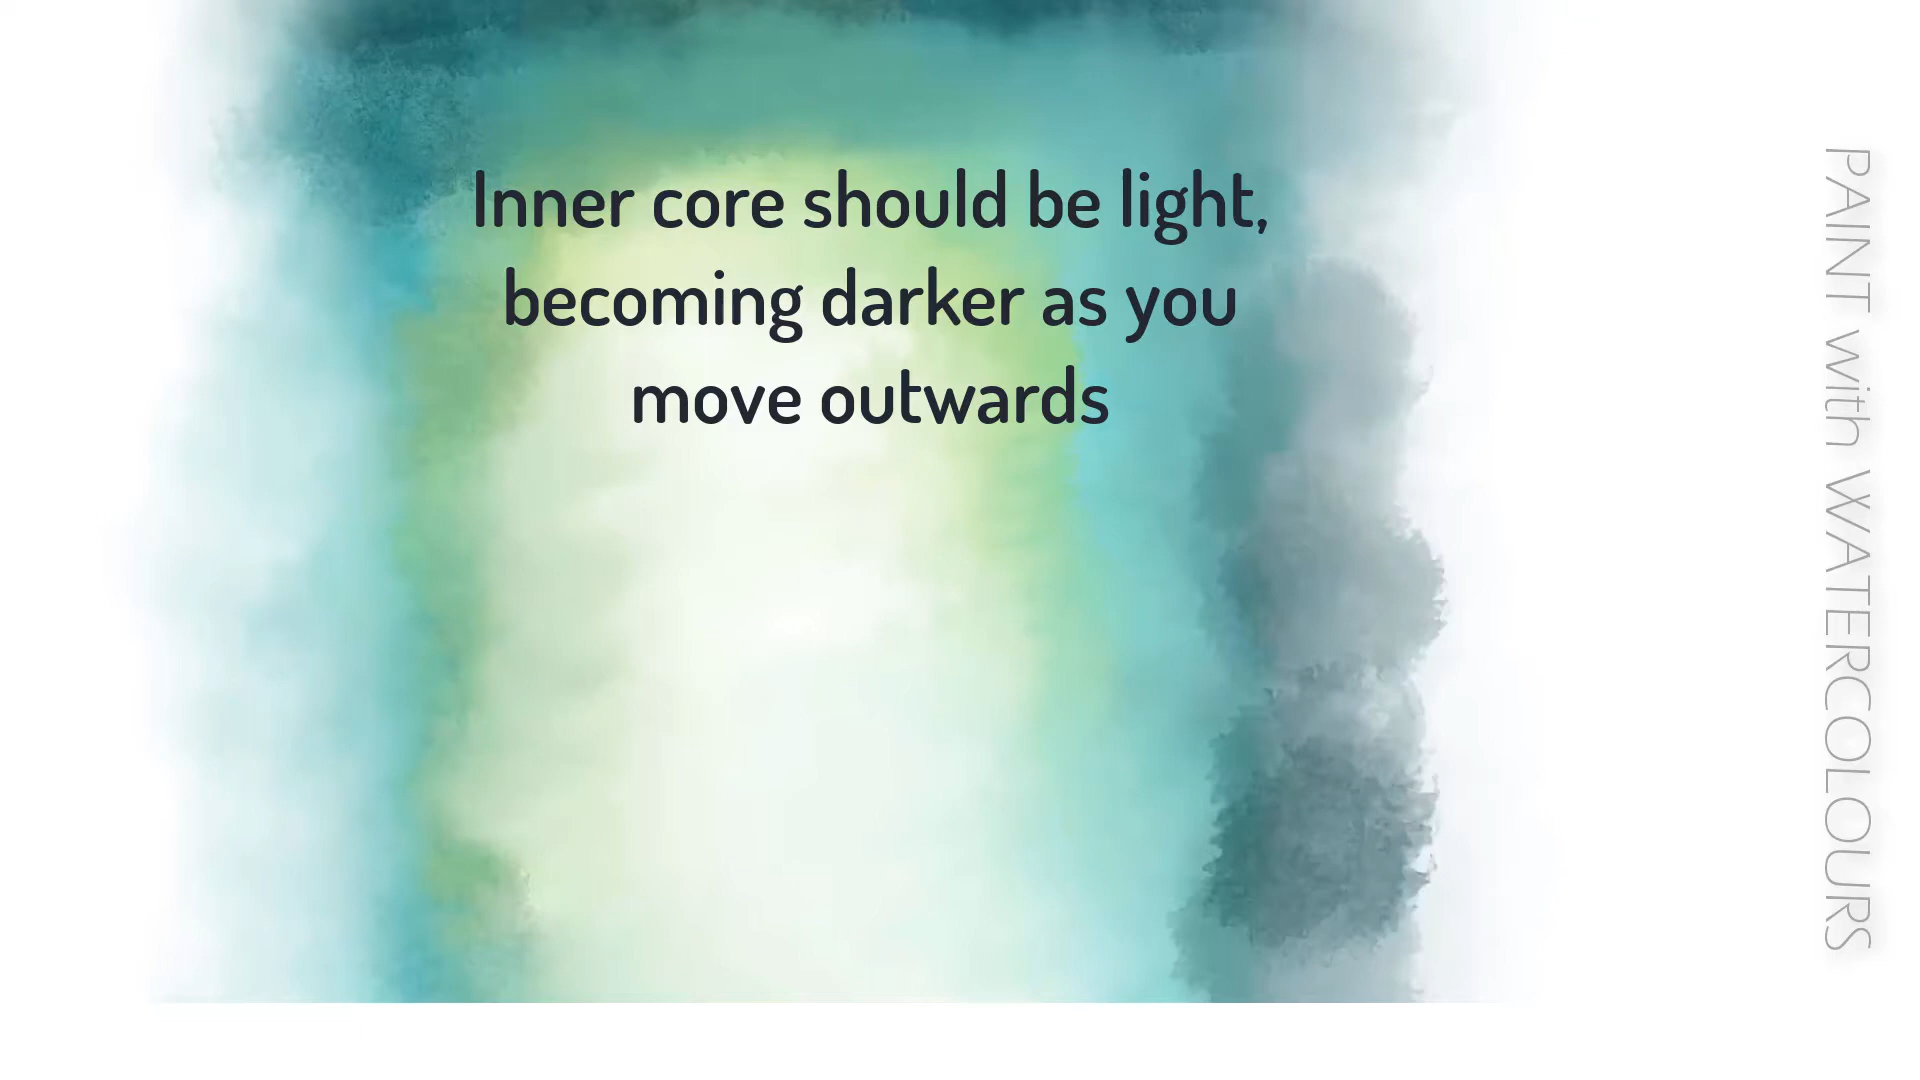 Inner core should be light,
becoming darker as you
move outwards
PAINT with WATERCOLOURS